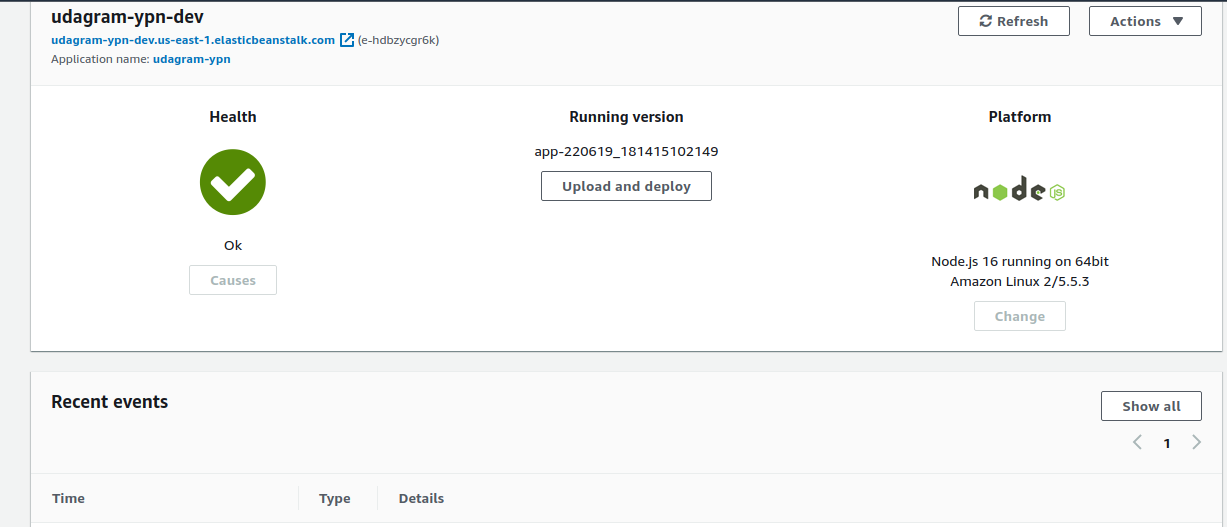 udagram-ypn-dev
Refresh
Actions
udagram-ypn-dev.us-east-1.elasticbeanstalk.com (e-hdbzycgr6k)
Application name: udagram-ypn
Health
Running version
Platform
app-220619_181415102149
Upload and deploy
node
JS
Ok
Causes
Node.js 16 running on 64bit
Amazon Linux 2/5.5.3
Change
Recent events
Show all
1
Time
Type
Details